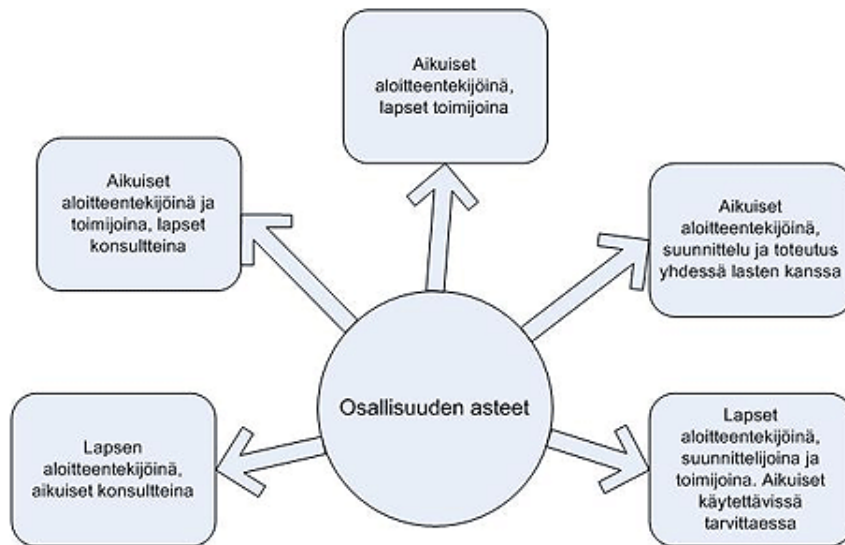 Aikuiset
aloitteentekijöinä,
lapset toimijoina
Aikuiset
aloitteentekijöinä ja
toimijoina, lapset
konsultteina
Aikuiset
aloitteentekijöinä,
suunnittelu ja toteutus
yhdessä lasten kanssa
Osallisuuden asteet
Lapsen
aloitteentekijöinä,
aikuiset konsultteina
Lapset
aloitteentekijöinä,
suunnittelijoina ja
toimijoina. Aikuiset
käytettävissä
tarvittaessa